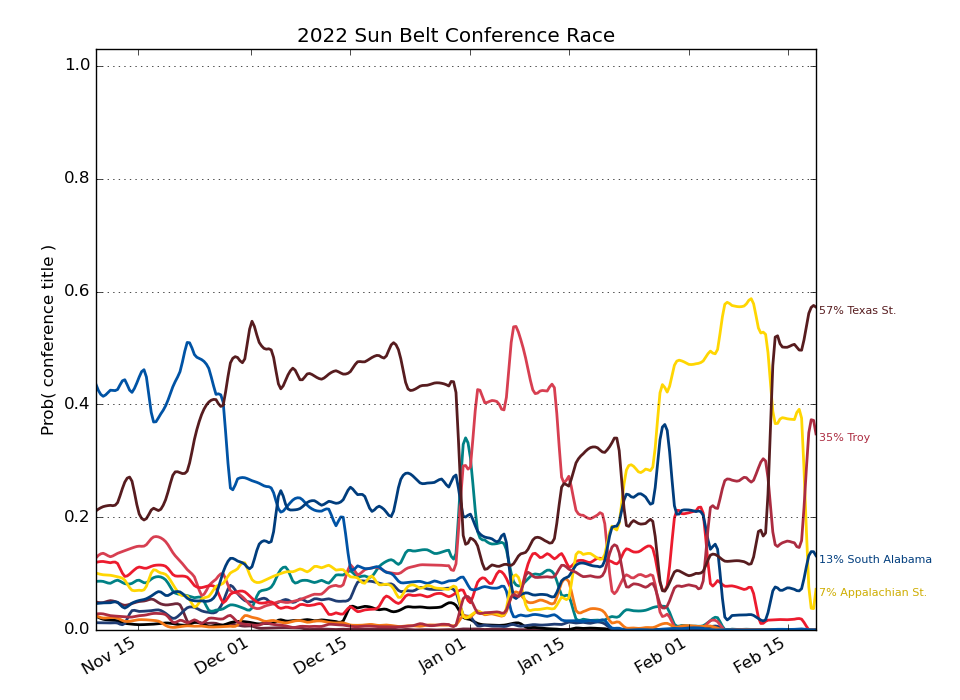 2022 Sun Belt Conference Race
Prob( conference title )
1.0
0.8
0.6
0.4
0.2
0.0
57% Texas St.
35% Troy
13% South Alabama
7% Appalachian St.
Nov 15
Dec 01
Dec 15
Jan 01
Jan 15
Feb 01
Feb 15